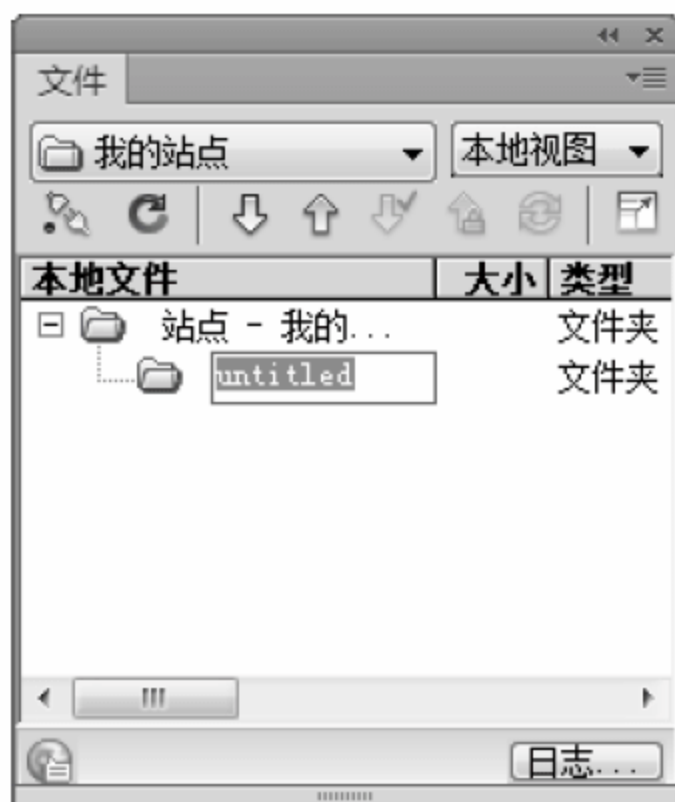 文件
我的站点 本地视图
本地文件 大小 类型
站点 - 我的... 文件夹
untitled 文件夹
日志...